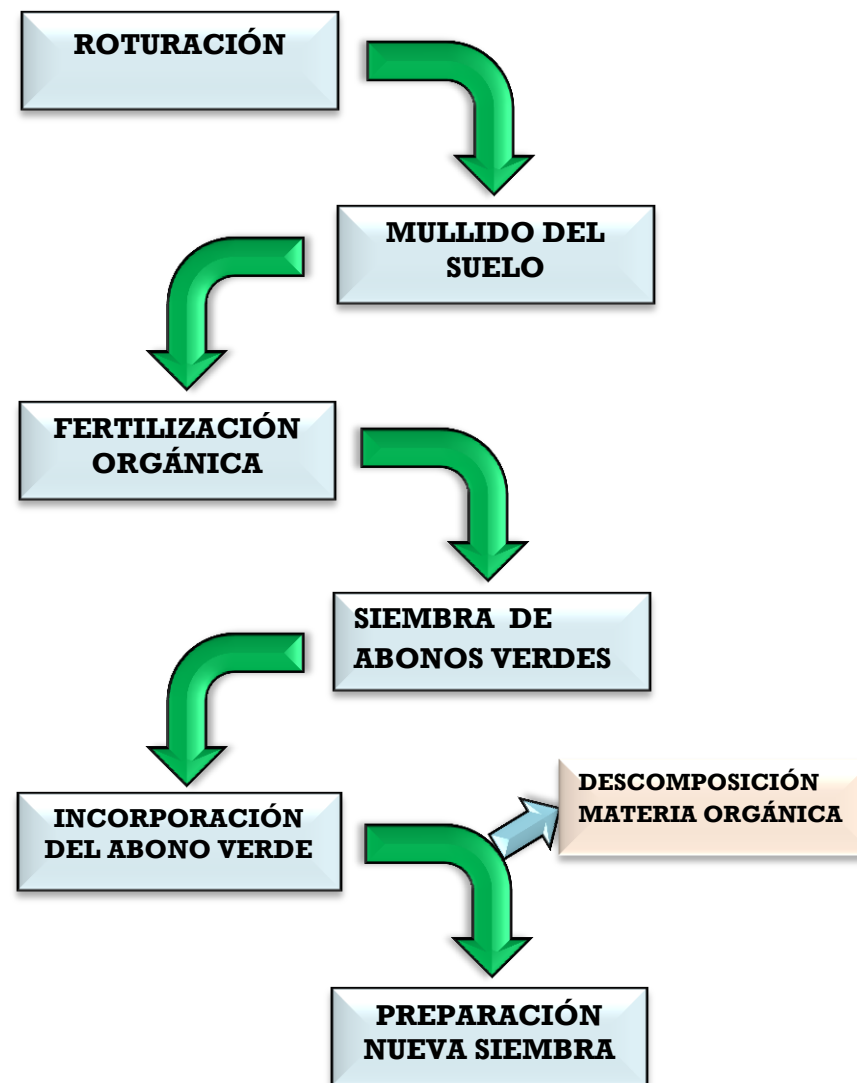 ROTURACIÓN
MULLIDO DEL
SUELO
FERTILIZACIÓN
ORGÁNICA
SIEMBRA DE
ABONOS VERDES
INCORPORACIÓN
DEL ABONO VERDE
DESCOMPOSICIÓN
MATERIA ORGÁNICA
PREPARACIÓN
NUEVA SIEMBRA